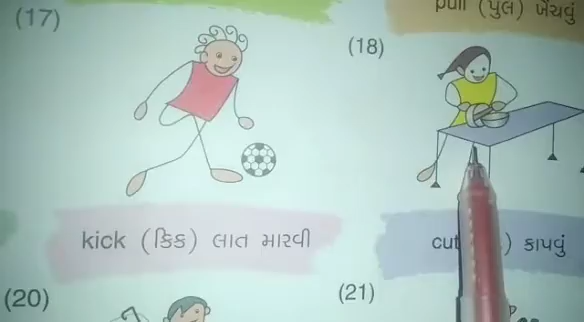 (17)
pull (પુલ) ખેંચવું
(18)
kick (કિક) લાત મારવી
cut ) કાપવું
(20)
(21)